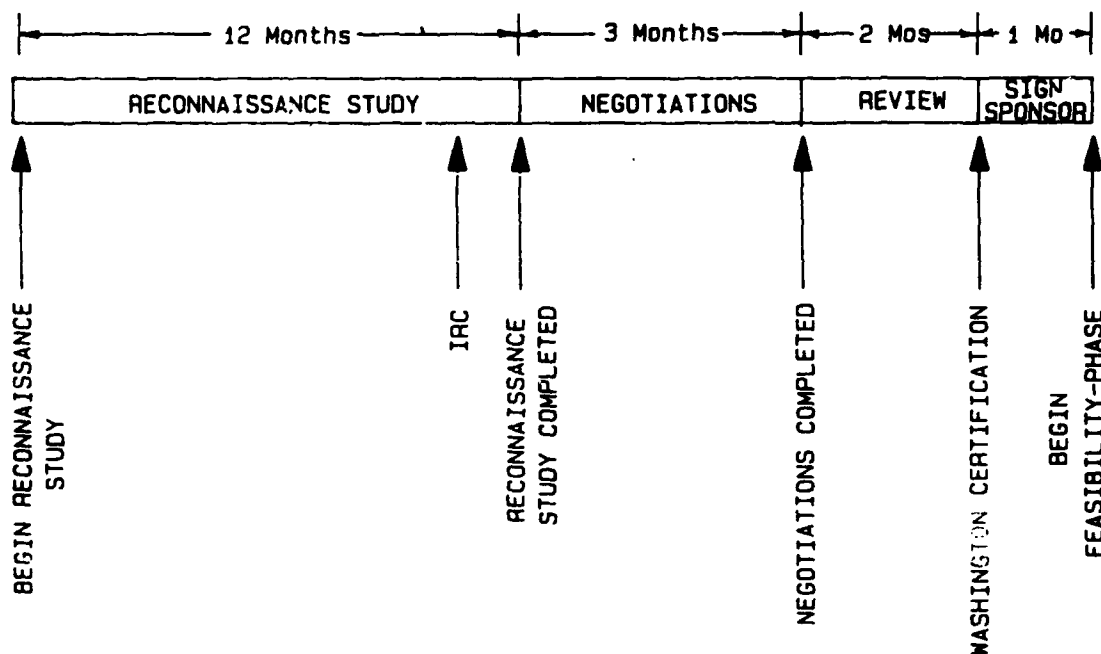 12 Months
3 Months
2 Mos
1 Mo
RECONNAISSANCE STUDY
NEGOTIATIONS
REVIEW
SIGN
SPONSOR
BEGIN RECONNAISSANCE
STUDY
IRC
RECONNAISSANCE
STUDY COMPLETED
NEGOTIATIONS COMPLETED
WASHINGTON CERTIFICATION
BEGIN
FEASIBILITY-PHASE